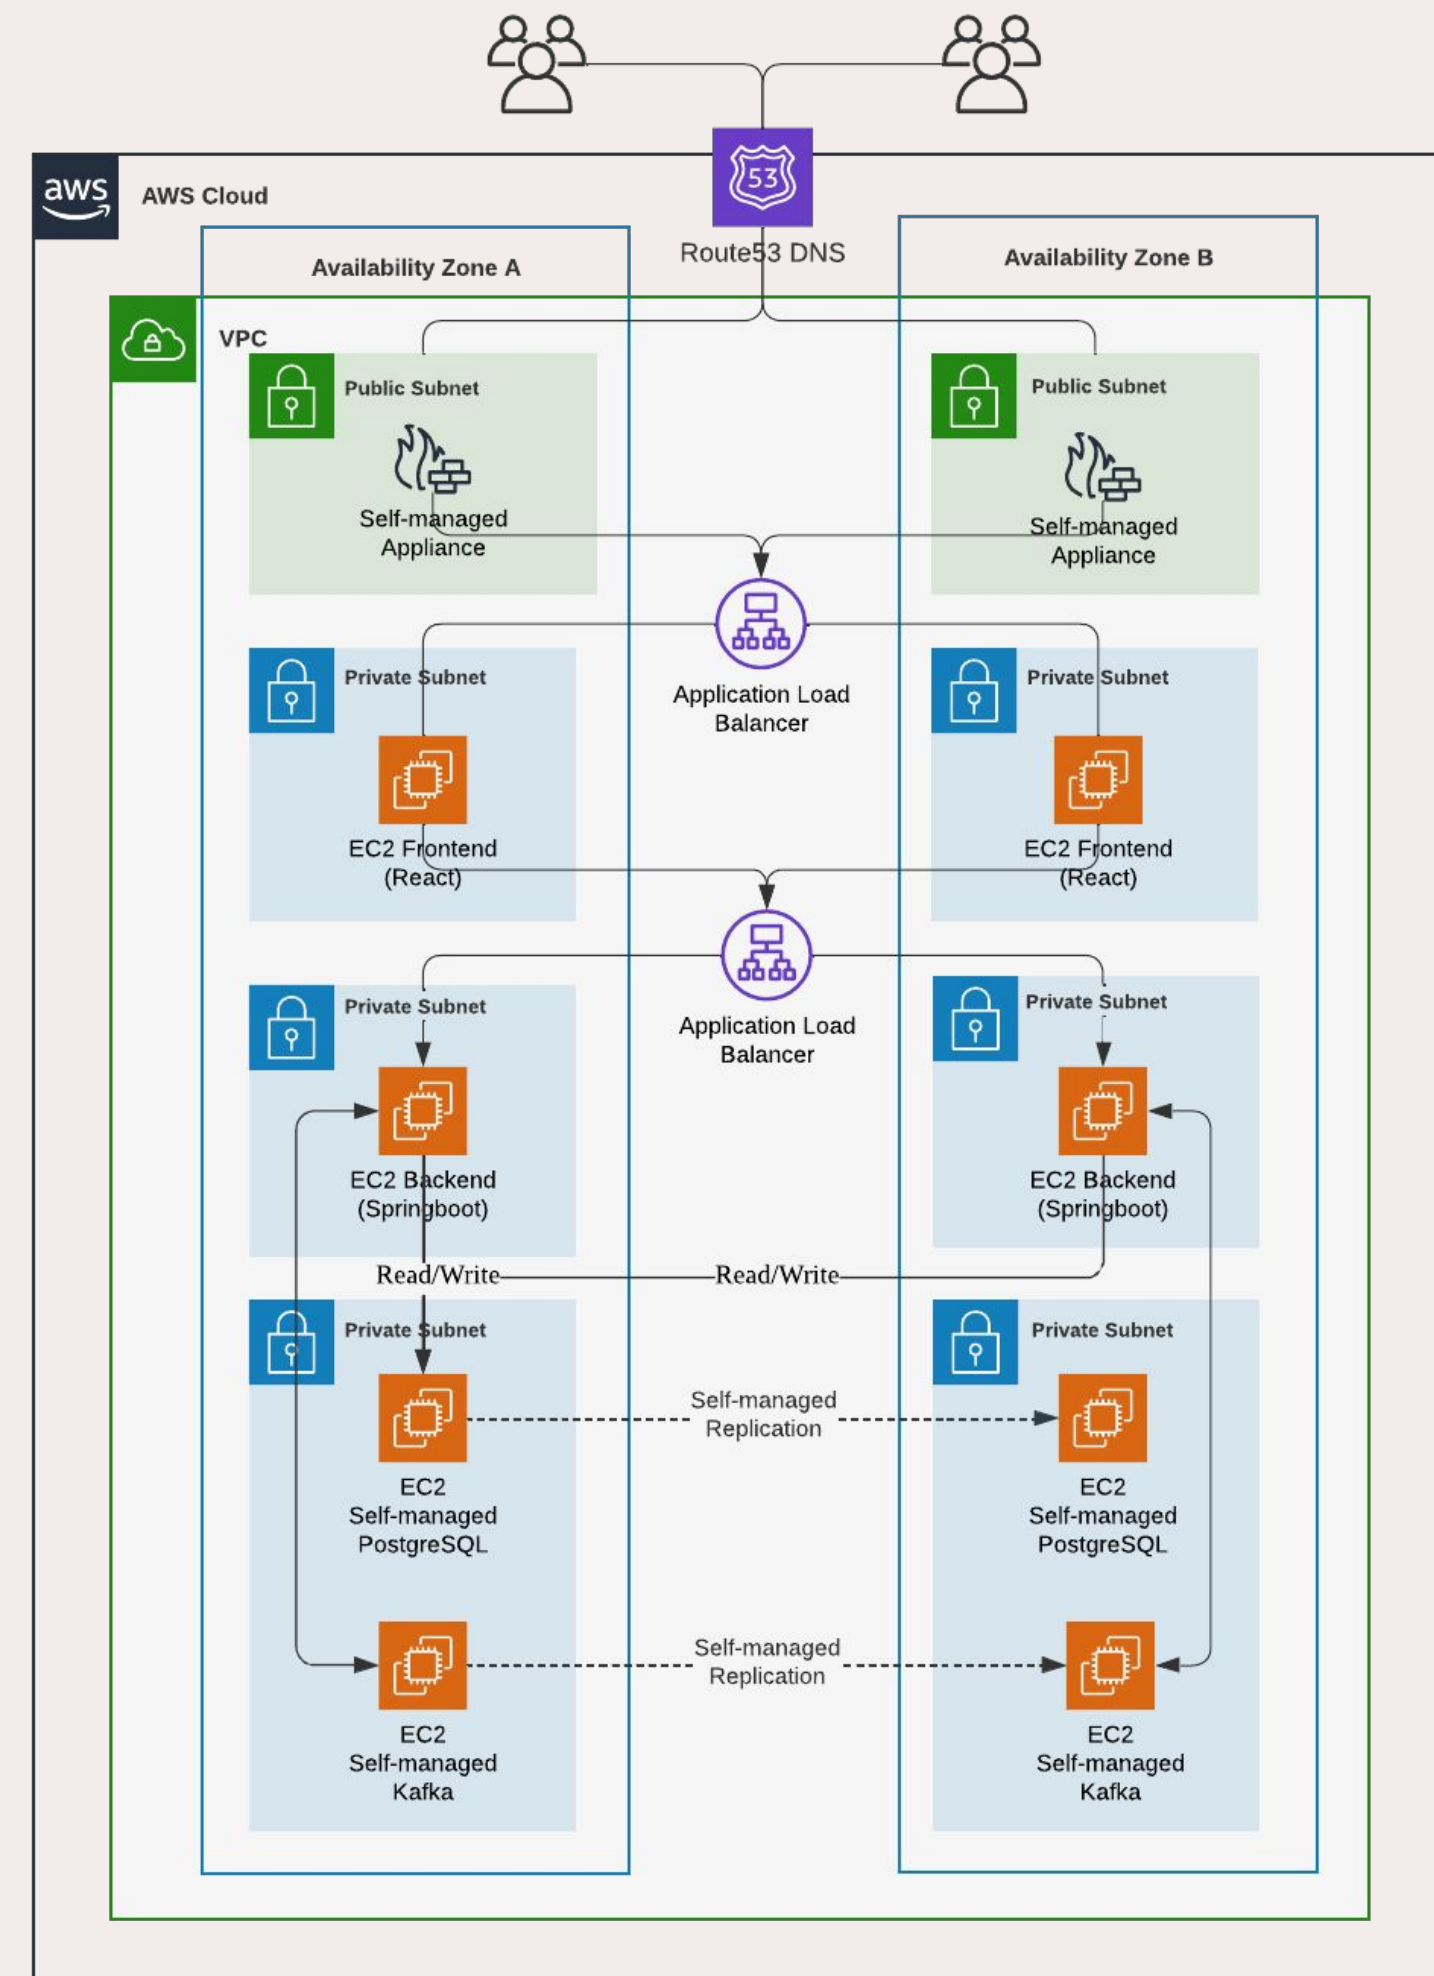 53
aws
AWS Cloud
Route53 DNS
Availability Zone A
Availability Zone B
VPC
Public Subnet
Public Subnet
Self-managed
Appliance
Self-managed
Appliance
Private Subnet
Private Subnet
Application Load
Balancer
EC2 Frontend
(React)
EC2 Frontend
(React)
Private Subnet
Private Subnet
Application Load
Balancer
EC2 Backend
(Springboot)
EC2 Backend
(Springboot)
Read/Write
Read/Write
Private Subnet
Private Subnet
Self-managed
Replication
EC2
Self-managed
PostgreSQL
EC2
Self-managed
PostgreSQL
Self-managed
Replication
EC2
Self-managed
Kafka
EC2
Self-managed
Kafka